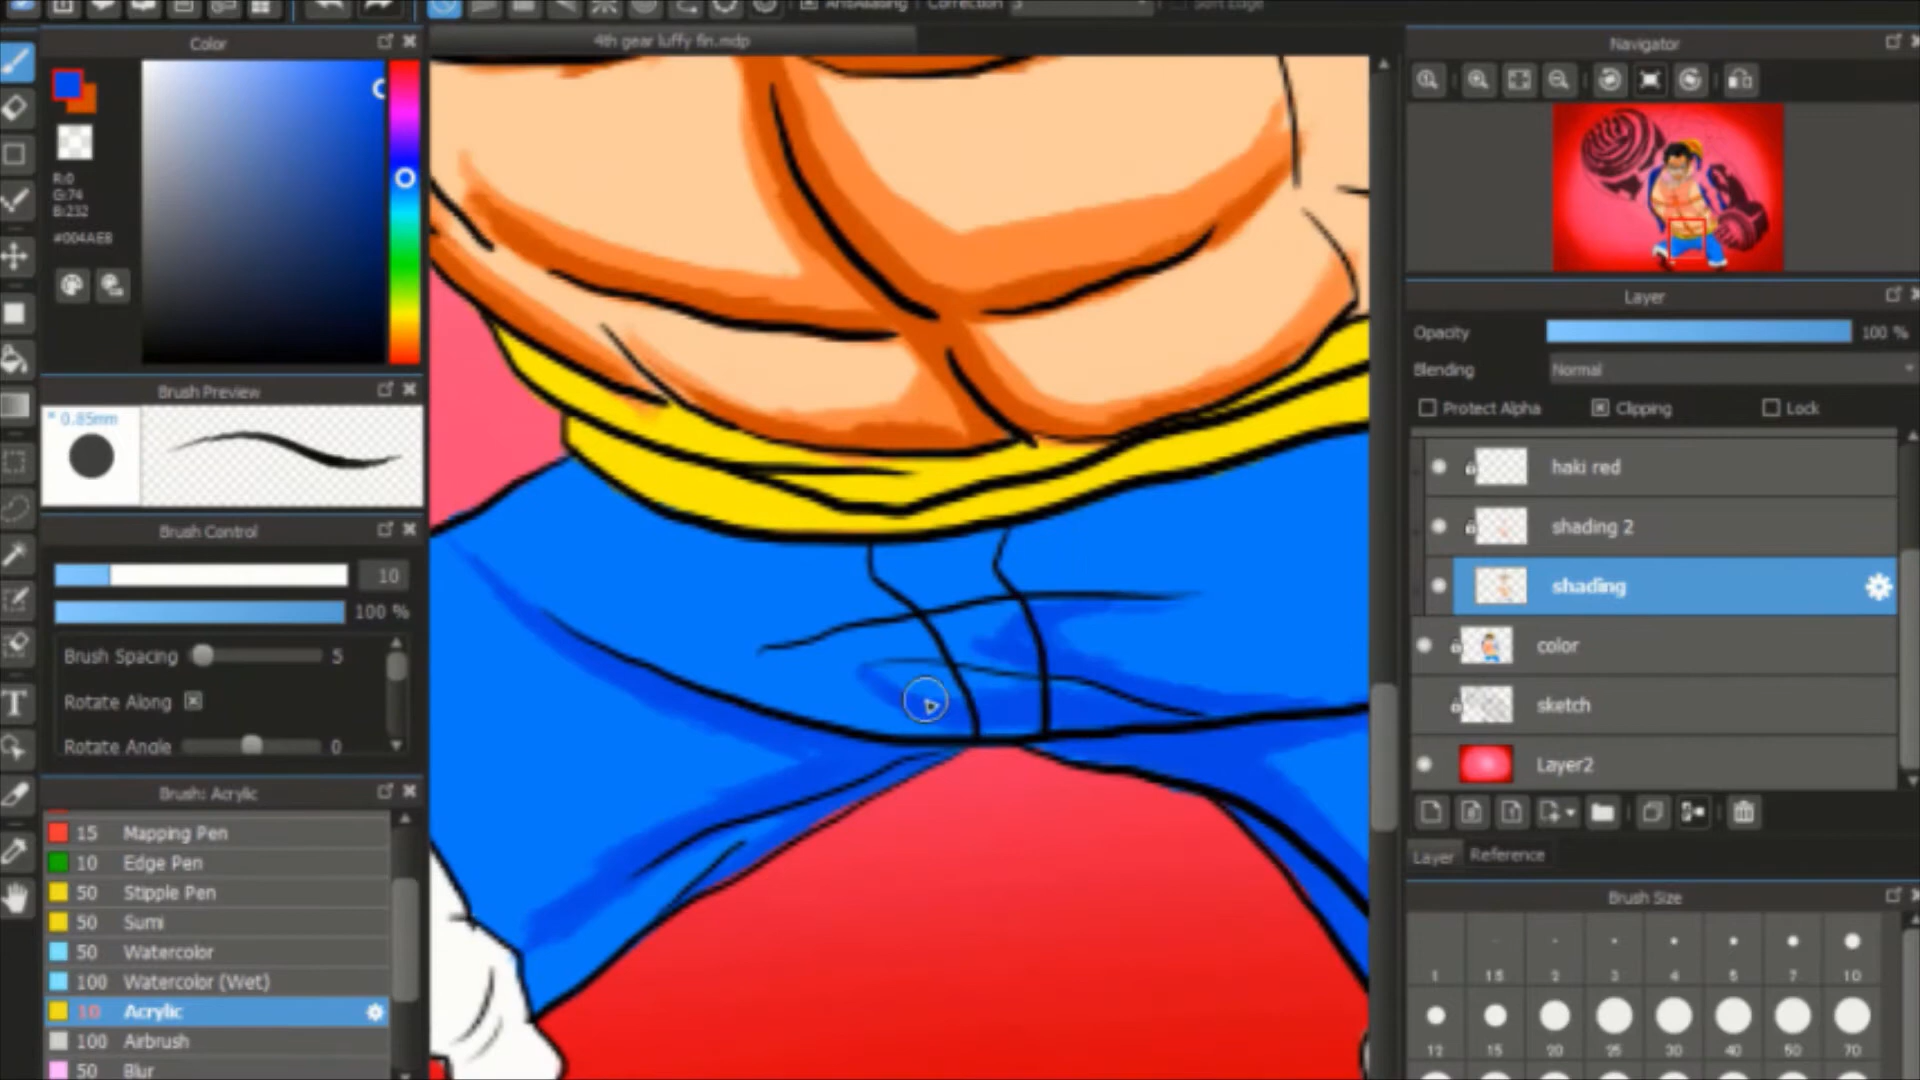 AntiAliasing Correction Soft Edge
Color
4th gear luffy fin.mdp
Navigator
R:0
G:74
B:232
#004AE8
Layer
Opacity 100 %
Blending Normal
Protect Alpha Clipping Lock
Brush Preview
* 0.85mm
haki red
shading 2
Brush Control
10
shading
100 %
color
Brush Spacing 5
Rotate Along
sketch
Rotate Angle 0
Layer2
Brush: Acrylic
15 Mapping Pen
10 Edge Pen
50 Stipple Pen
50 Sumi
50 Watercolor
100 Watercolor (Wet)
10 Acrylic
100 Airbrush
50 Blur
Layer Reference
Brush Size
1 1.5 2 3 4 5 7 10
12 15 20 25 30 40 50 70